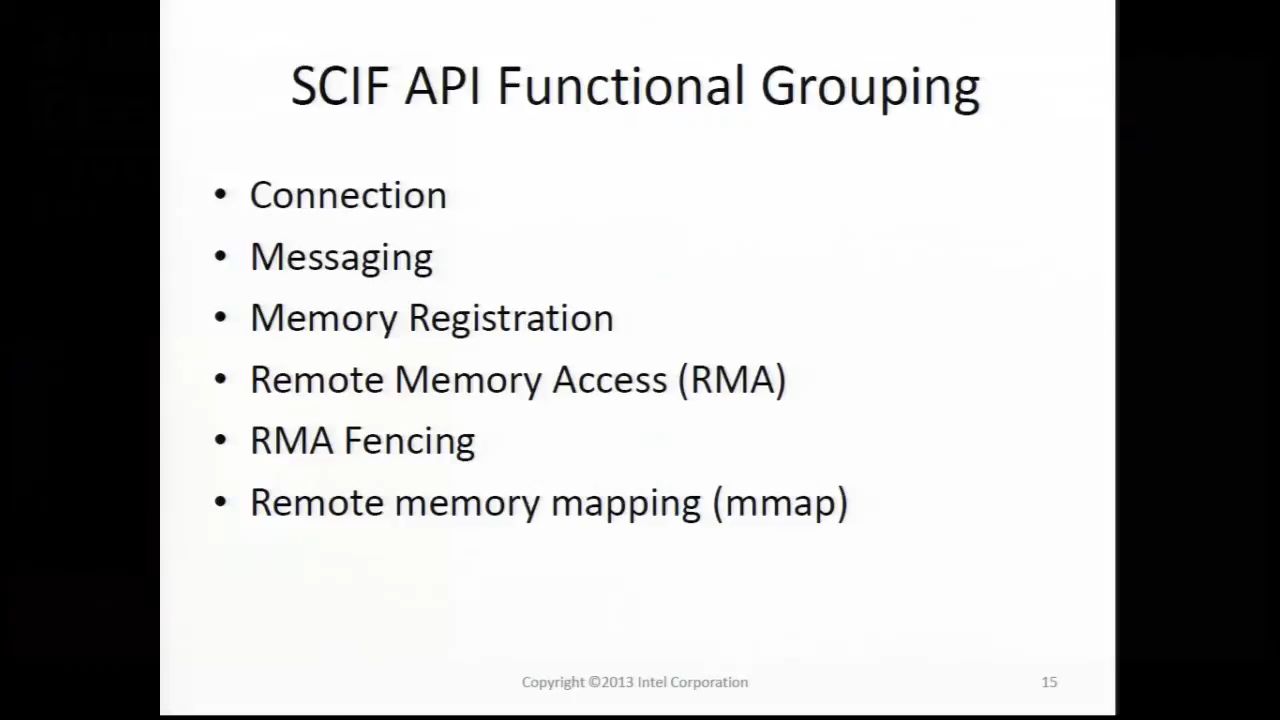 SCIF API Functional Grouping
• Connection
• Messaging
• Memory Registration
• Remote Memory Access (RMA)
• RMA Fencing
• Remote memory mapping (mmap)
Copyright ©2013 Intel Corporation
15